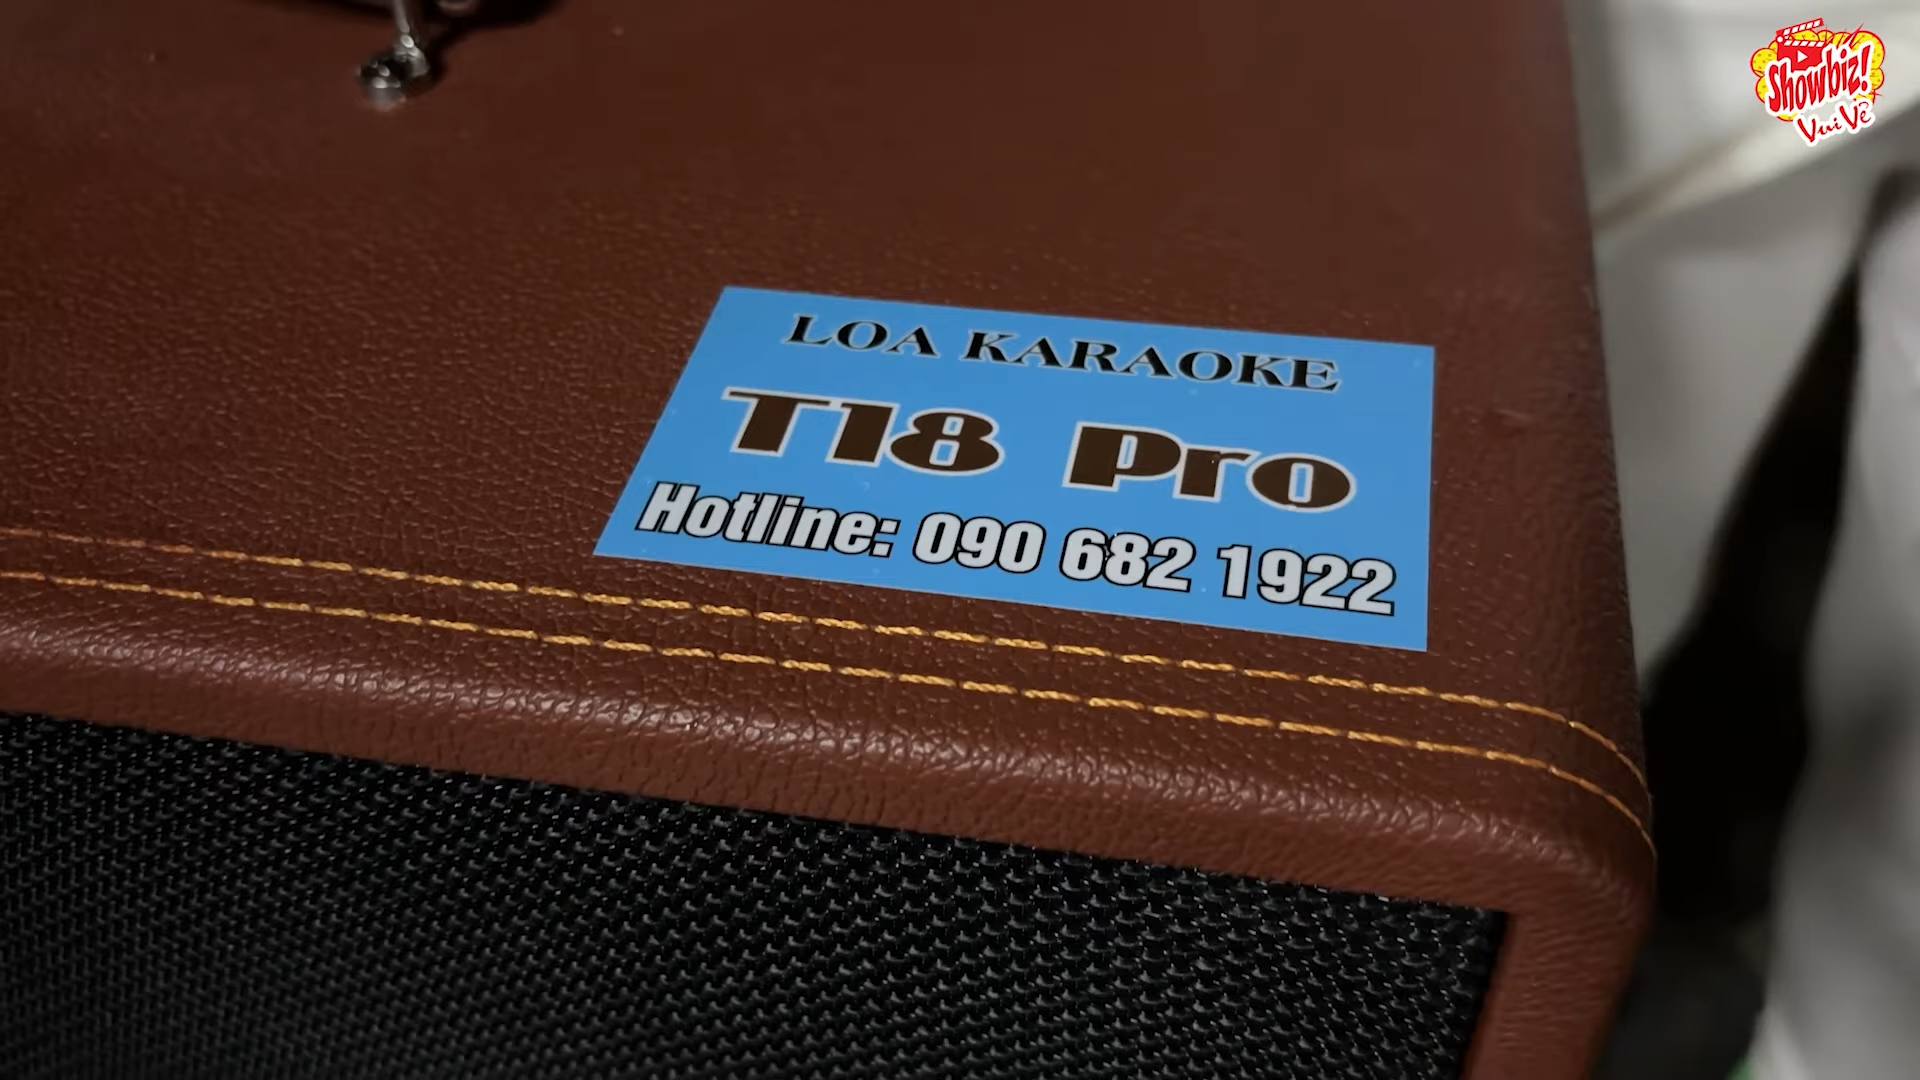 Showbiz!
Vui Vẻ
LOA KARAOKE
T18 Pro
Hotline: 090 682 1922